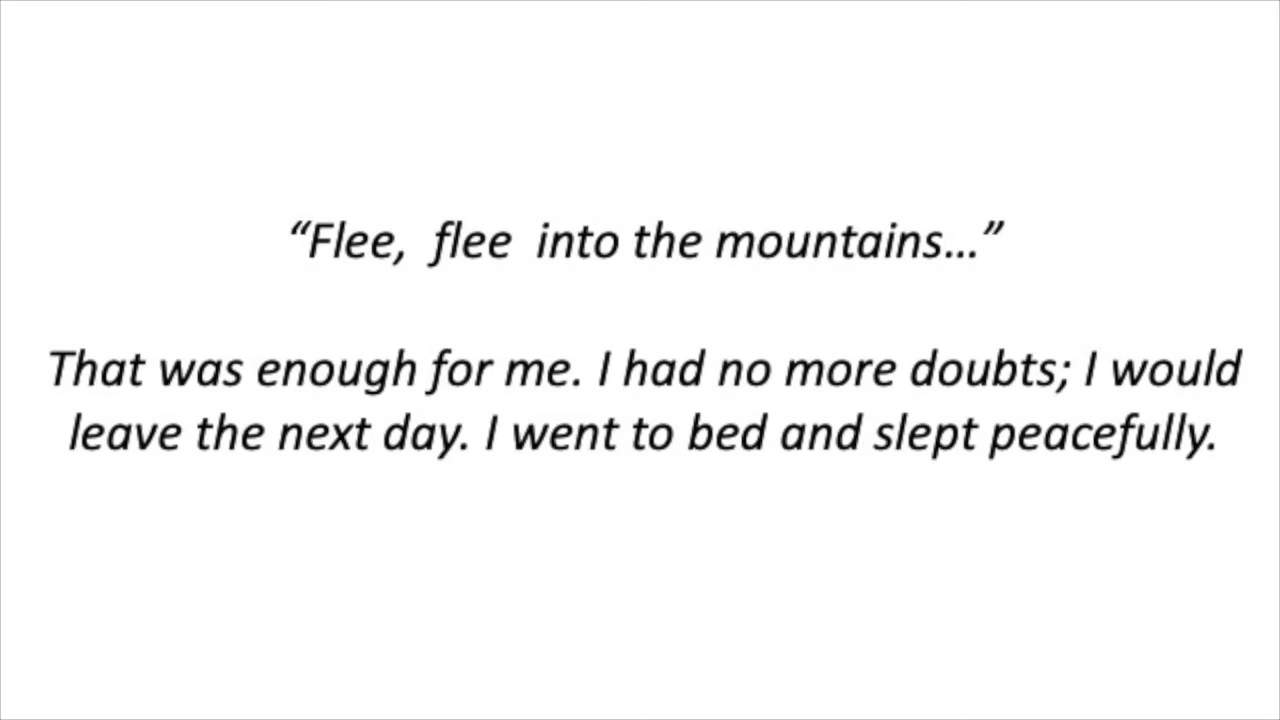 “Flee,  flee  into the mountains…”
That was enough for me. I had no more doubts; I would
leave the next day. I went to bed and slept peacefully.